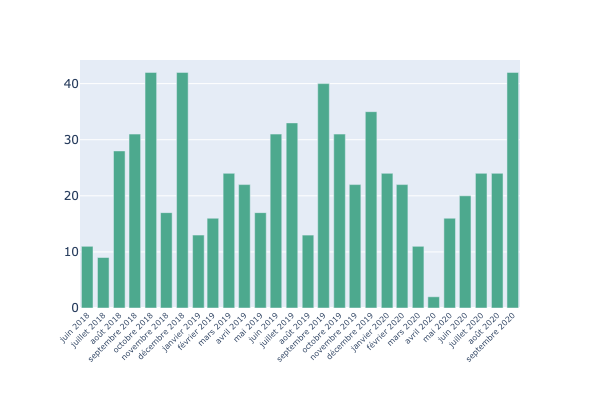 40
30
20
10
0
juin 2018
juillet 2018
août 2018
septembre 2018
octobre 2018
novembre 2018
décembre 2018
janvier 2019
février 2019
mars 2019
avril 2019
mai 2019
juin 2019
juillet 2019
août 2019
septembre 2019
octobre 2019
novembre 2019
décembre 2019
janvier 2020
février 2020
mars 2020
avril 2020
mai 2020
juin 2020
juillet 2020
août 2020
septembre 2020